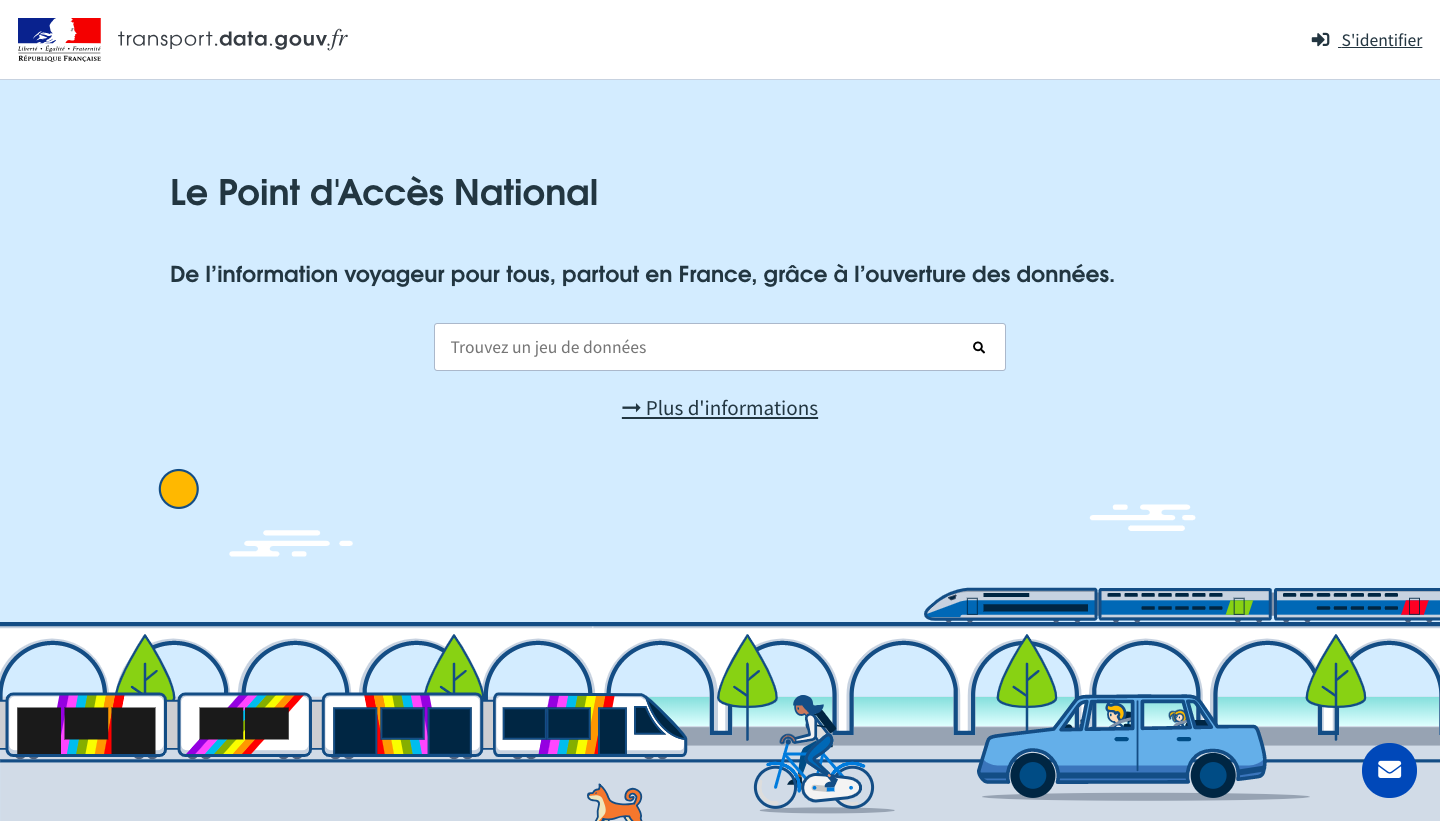 Liberté • Égalité • Fraternité
RÉPUBLIQUE FRANÇAISE
transport.data.gouv.fr
S'identifier
Le Point d'Accès National
De l’information voyageur pour tous, partout en France, grâce à l’ouverture des données.
Trouvez un jeu de données
→ Plus d'informations